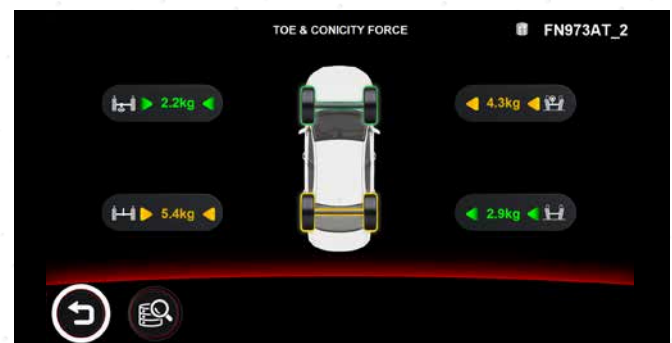 TOE & CONICITY FORCE
FN973AT_2
2.2kg
4.3kg
5.4kg
2.9kg